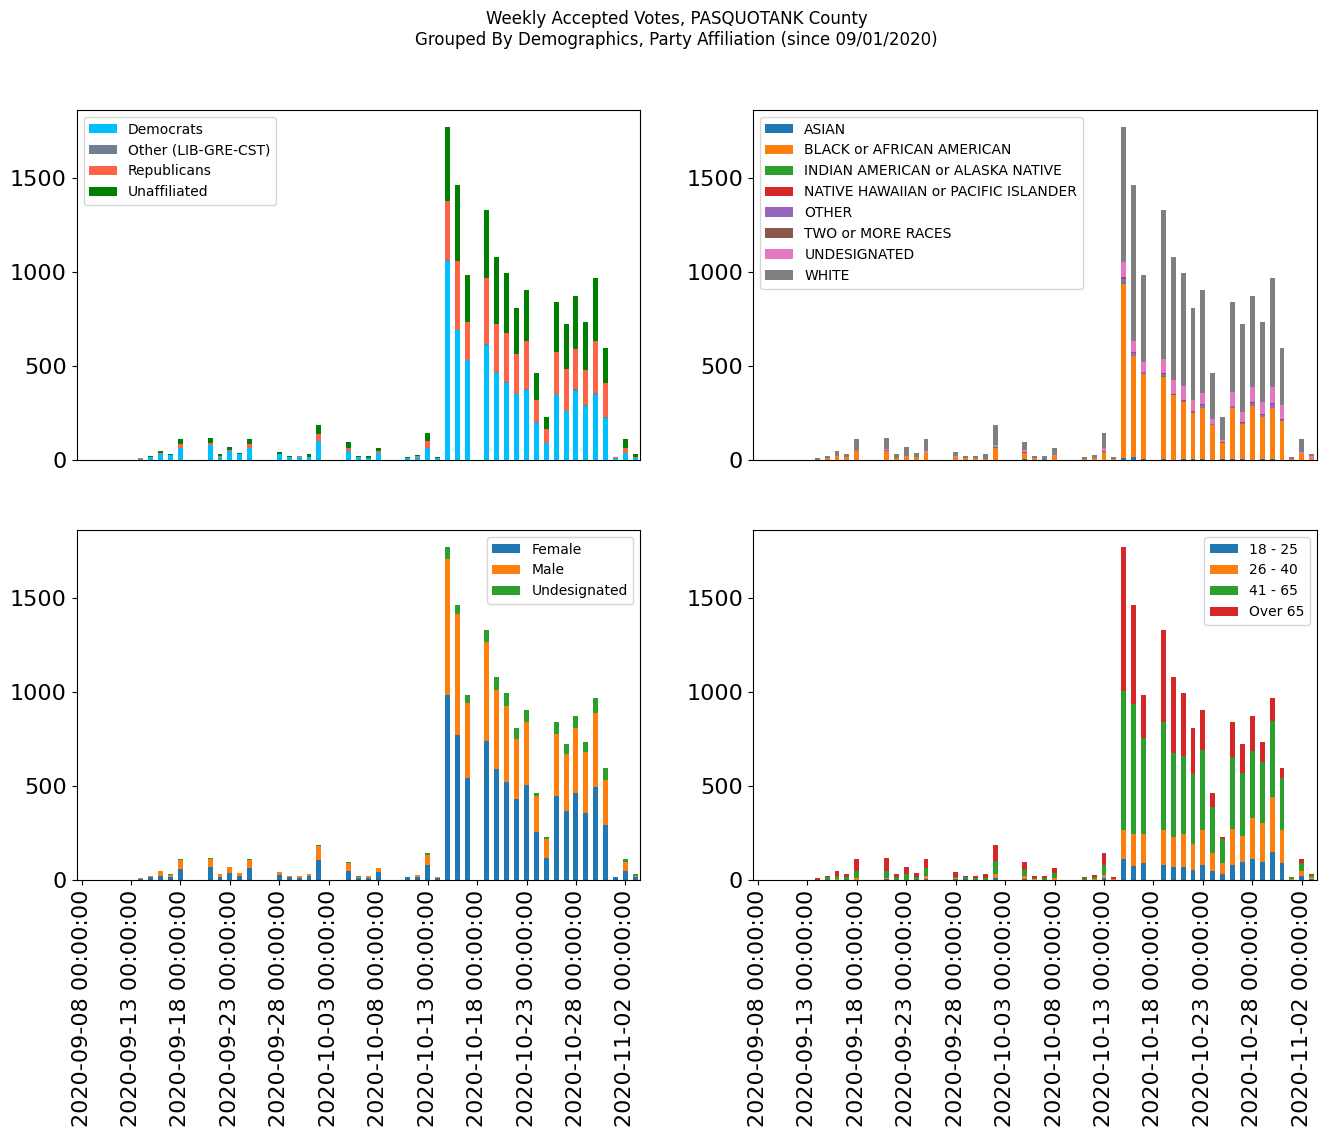 Weekly Accepted Votes, PASQUOTANK County
Grouped By Demographics, Party Affiliation (since 09/01/2020)
Democrats
Other (LIB-GRE-CST)
Republicans
Unaffiliated
1500
1000
500
0
ASIAN
BLACK or AFRICAN AMERICAN
INDIAN AMERICAN or ALASKA NATIVE
NATIVE HAWAIIAN or PACIFIC ISLANDER
OTHER
TWO or MORE RACES
UNDESIGNATED
WHITE
1500
1000
500
0
Female
Male
Undesignated
1500
1000
500
0
2020-09-08 00:00:00
2020-09-13 00:00:00
2020-09-18 00:00:00
2020-09-23 00:00:00
2020-09-28 00:00:00
2020-10-03 00:00:00
2020-10-08 00:00:00
2020-10-13 00:00:00
2020-10-18 00:00:00
2020-10-23 00:00:00
2020-10-28 00:00:00
2020-11-02 00:00:00
18 - 25
26 - 40
41 - 65
Over 65
1500
1000
500
0
2020-09-08 00:00:00
2020-09-13 00:00:00
2020-09-18 00:00:00
2020-09-23 00:00:00
2020-09-28 00:00:00
2020-10-03 00:00:00
2020-10-08 00:00:00
2020-10-13 00:00:00
2020-10-18 00:00:00
2020-10-23 00:00:00
2020-10-28 00:00:00
2020-11-02 00:00:00